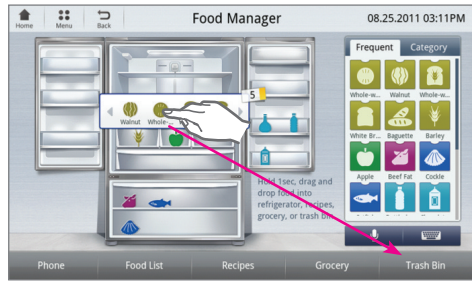 Home
Menu
Back
Food Manager
08.25.2011 03:11PM
Frequent
Category
5
Walnut
Whole-...
Whole-w...
Walnut
Whole-w...
White Br...
Baguette
Barley
Apple
Beef Fat
Cockle
Hold 1sec, drag and
drop food into
refrigerator, recipes,
grocery, or trash bin
Phone
Food List
Recipes
Grocery
Trash Bin